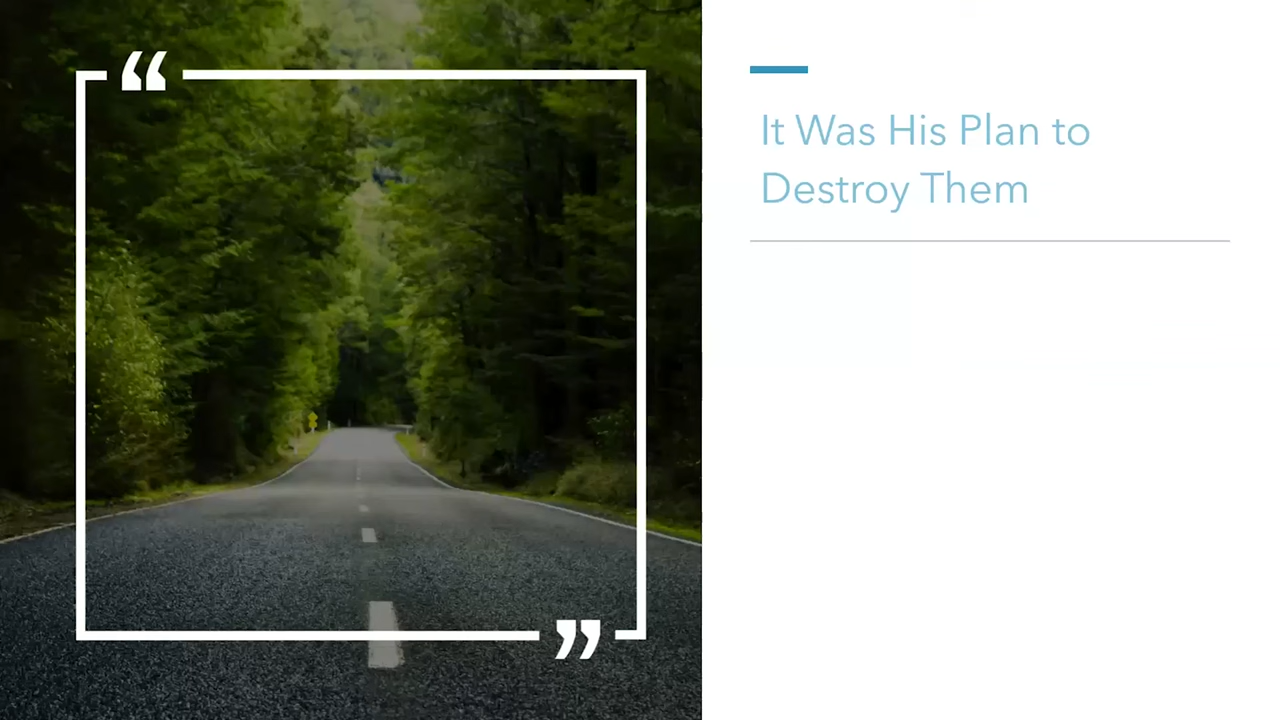 “
”
It Was His Plan to
Destroy Them